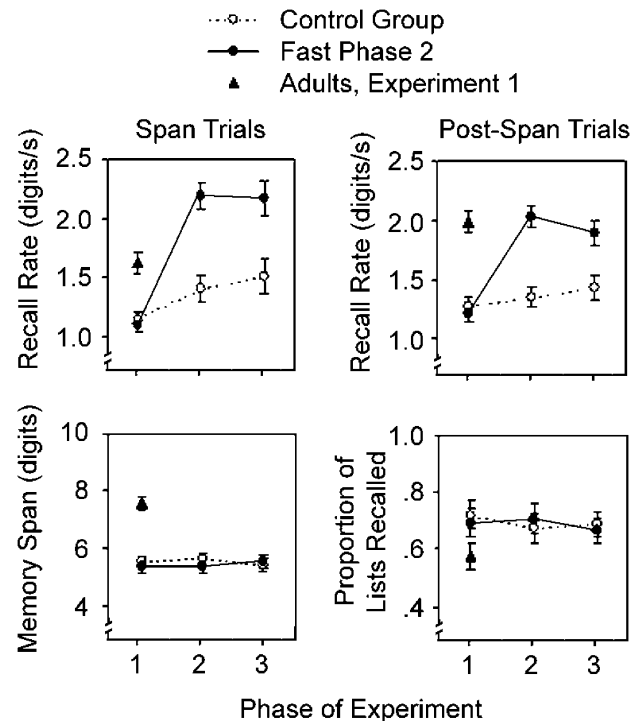 Control Group
Fast Phase 2
Adults, Experiment 1
Span Trials
Post-Span Trials
Recall Rate (digits/s)
2.5
2.0
1.5
1.0
Recall Rate (digits/s)
2.5
2.0
1.5
1.0
Memory Span (digits)
10
8
6
4
1 2 3
Proportion of
Lists Recalled
1.0
.8
.6
.4
1 2 3
Phase of Experiment